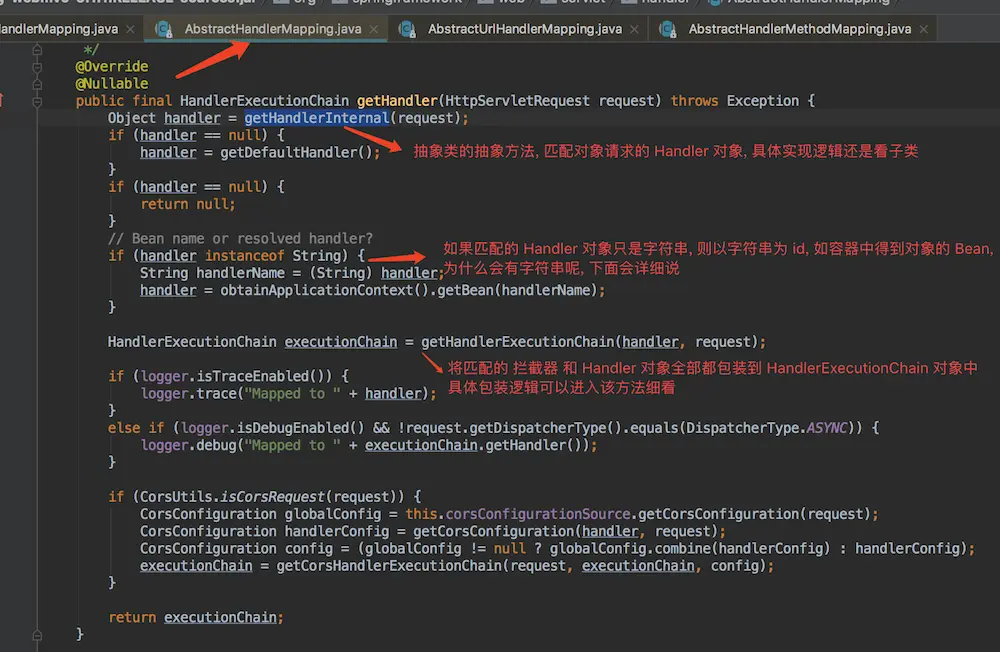 org springframework web servlet handler AbstractHandlerMapping
andlerMapping.java AbstractHandlerMapping.java AbstractUrlHandlerMapping.java AbstractHandlerMethodMapping.java
*/
@Override
@Nullable
public final HandlerExecutionChain getHandler(HttpServletRequest request) throws Exception {
Object handler = getHandlerInternal(request);
if (handler == null) {
handler = getDefaultHandler();
抽象类的抽象方法, 匹配对象请求的 Handler 对象, 具体实现逻辑还是看子类
}
if (handler == null) {
return null;
}
// Bean name or resolved handler?
if (handler instanceof String) {
如果匹配的 Handler 对象只是字符串, 则以字符串为 id, 如容器中得到对象的 Bean,
为什么会有字符串呢, 下面会详细说
String handlerName = (String) handler;
handler = obtainApplicationContext().getBean(handlerName);
}
HandlerExecutionChain executionChain = getHandlerExecutionChain(handler, request);
将匹配的 拦截器 和 Handler 对象全部都包装到 HandlerExecutionChain 对象中
具体包装逻辑可以进入该方法细看
if (logger.isTraceEnabled()) {
logger.trace("Mapped to " + handler);
}
else if (logger.isDebugEnabled() && !request.getDispatcherType().equals(DispatcherType.ASYNC)) {
logger.debug("Mapped to " + executionChain.getHandler());
}
if (CorsUtils.isCorsRequest(request)) {
CorsConfiguration globalConfig = this.corsConfigurationSource.getCorsConfiguration(request);
CorsConfiguration handlerConfig = getCorsConfiguration(handler, request);
CorsConfiguration config = (globalConfig != null ? globalConfig.combine(handlerConfig) : handlerConfig);
executionChain = getCorsHandlerExecutionChain(request, executionChain, config);
}
return executionChain;
}